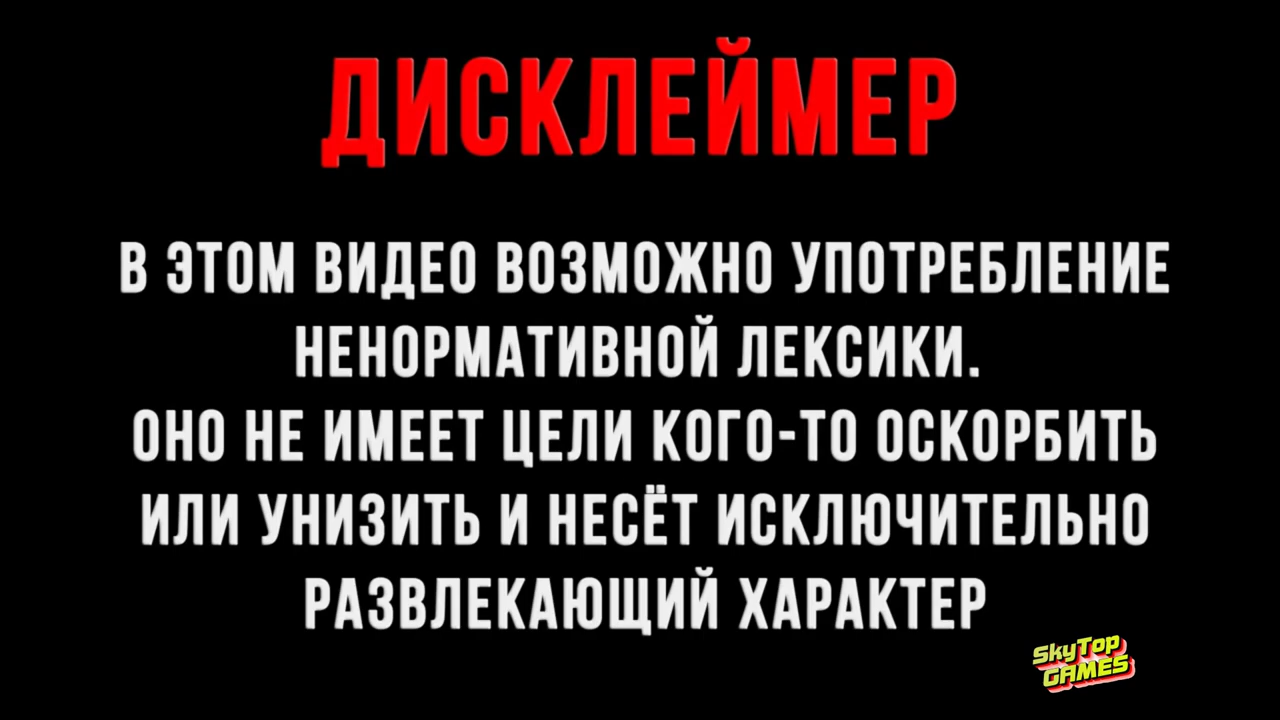 ДИСКЛЕЙМЕР
В ЭТОМ ВИДЕО ВОЗМОЖНО УПОТРЕБЛЕНИЕ
НЕНОРМАТИВНОЙ ЛЕКСИКИ.
ОНО НЕ ИМЕЕТ ЦЕЛИ КОГО-ТО ОСКОРБИТЬ
ИЛИ УНИЗИТЬ И НЕСЁТ ИСКЛЮЧИТЕЛЬНО
РАЗВЛЕКАЮЩИЙ ХАРАКТЕР
SkyTop
GAMES